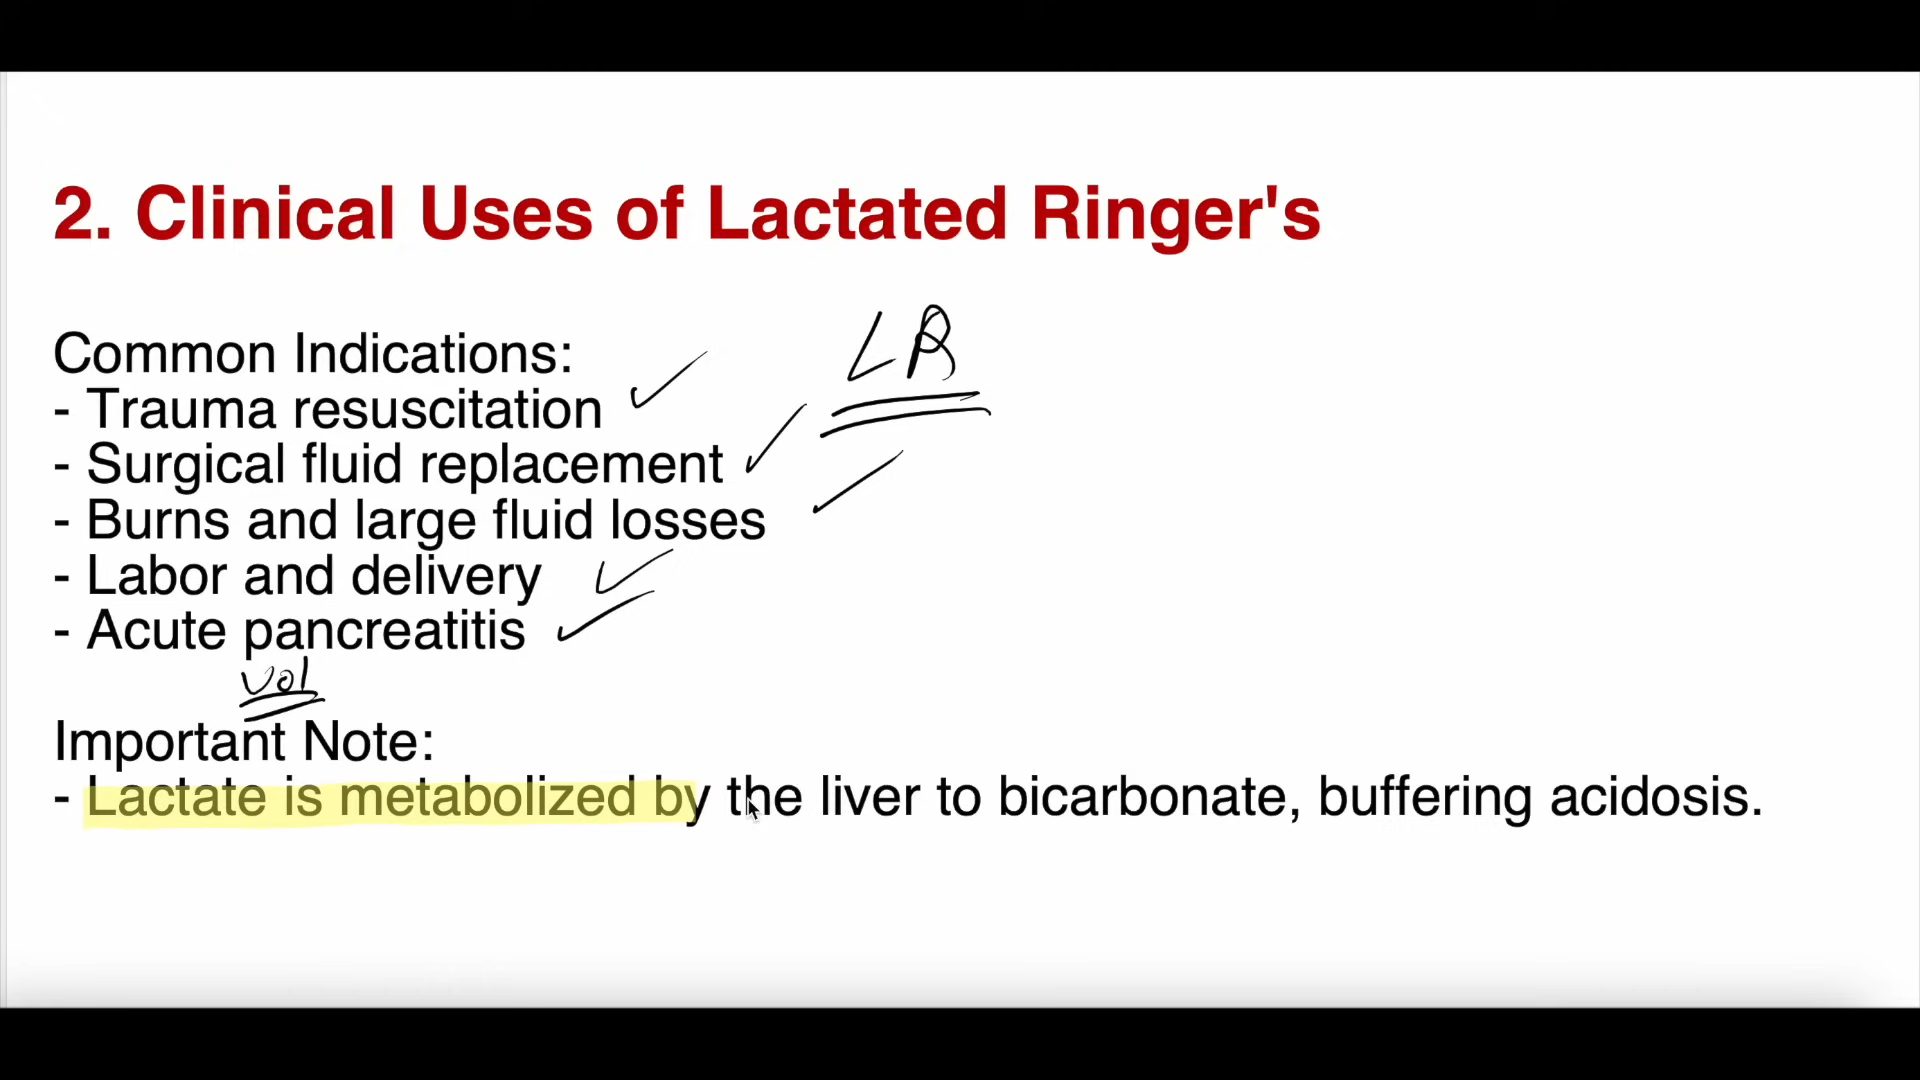 2. Clinical Uses of Lactated Ringer's
LR
Common Indications:
- Trauma resuscitation
- Surgical fluid replacement
- Burns and large fluid losses
- Labor and delivery
- Acute pancreatitis
vol
Important Note:
- Lactate is metabolized by the liver to bicarbonate, buffering acidosis.